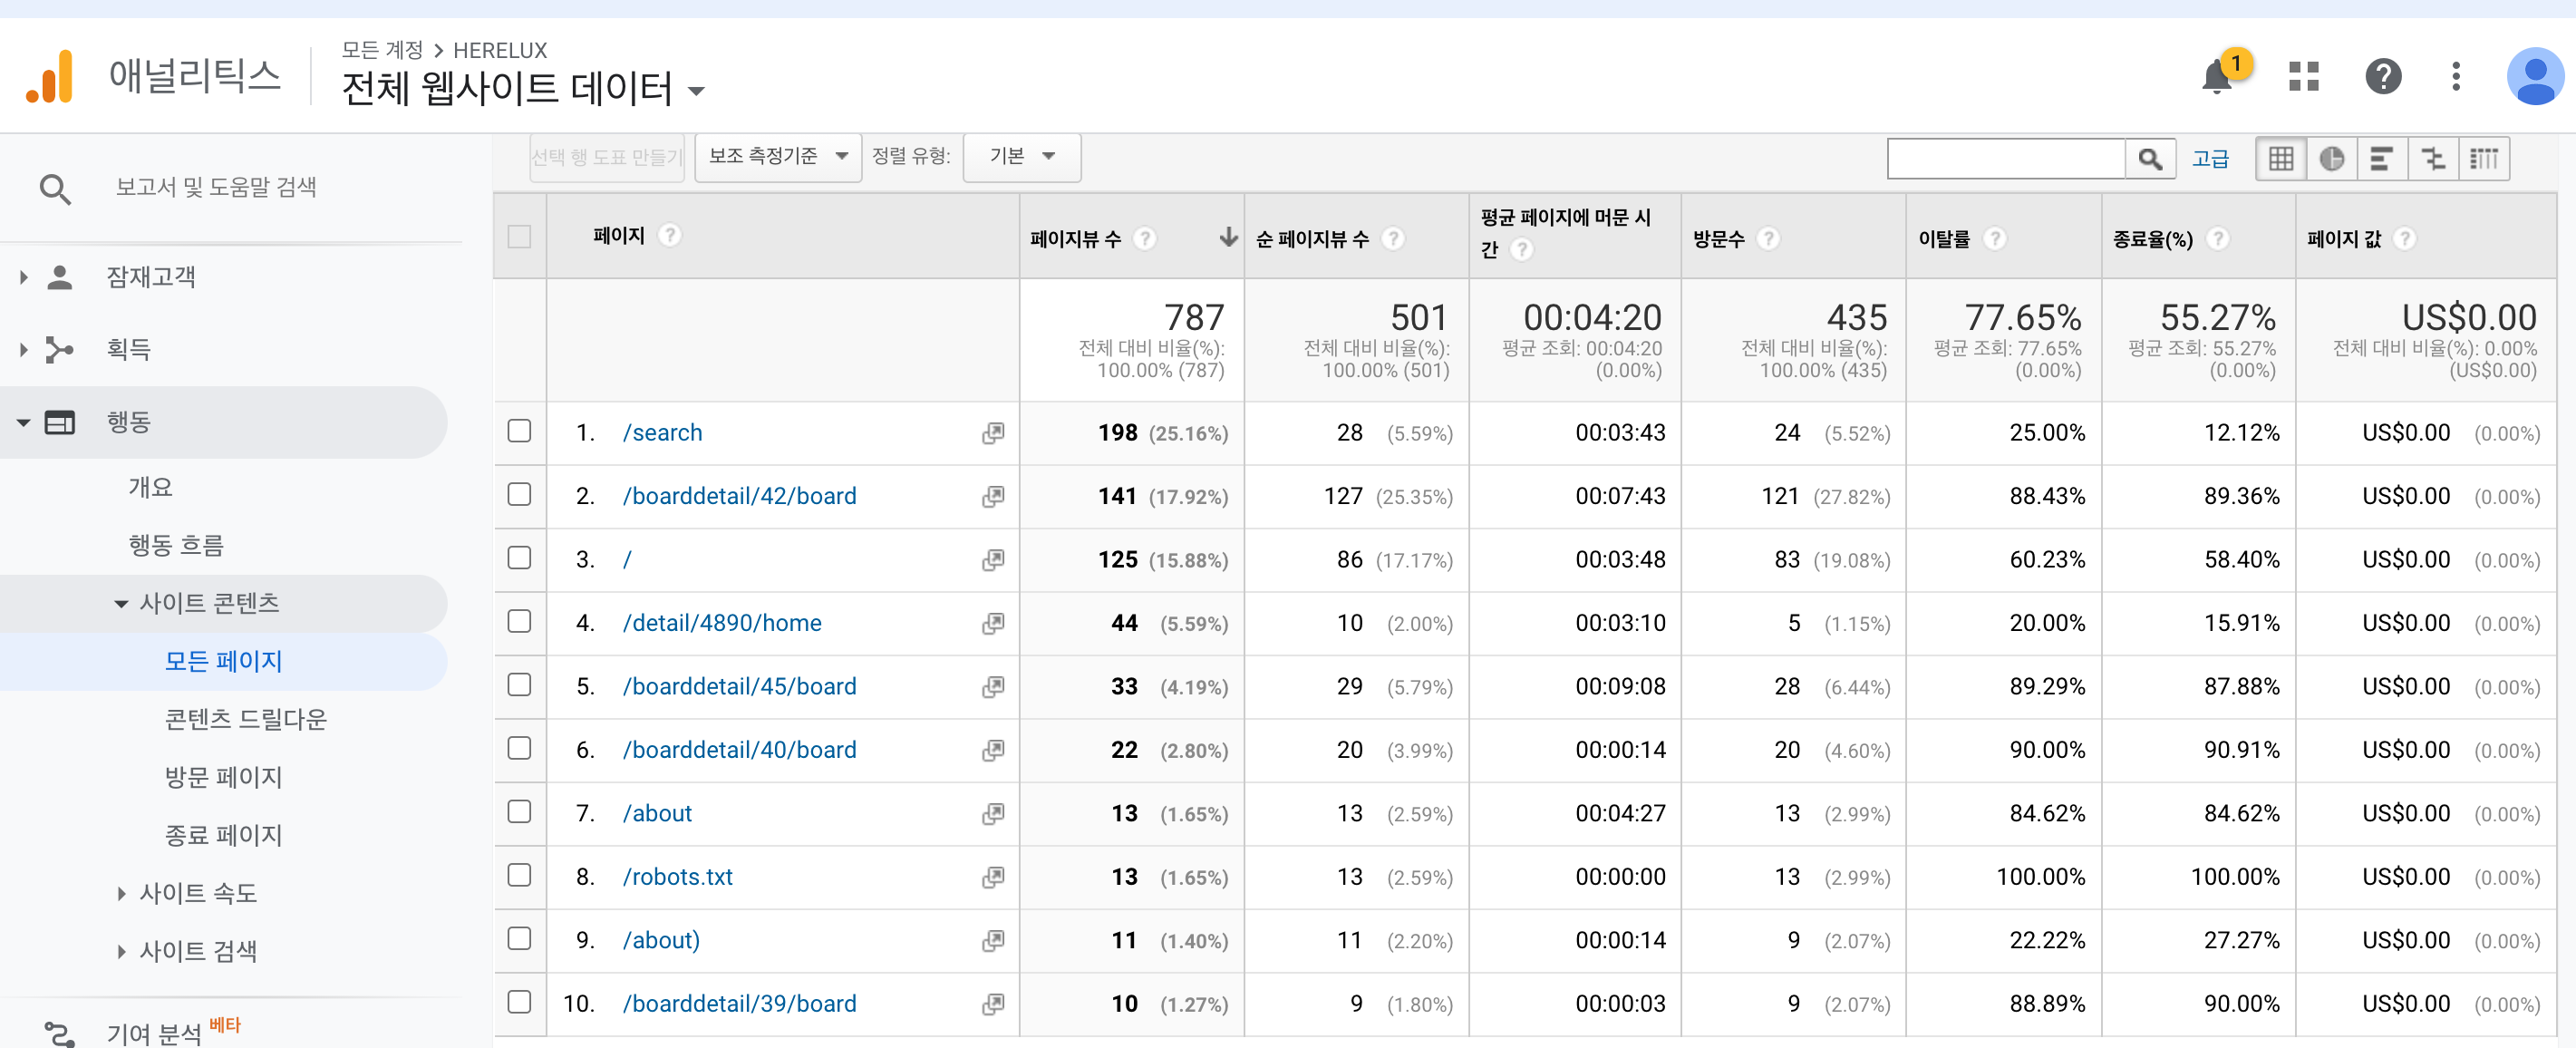 애널리틱스
모든 계정 > HERELUX
전체 웹사이트 데이터
1
보고서 및 도움말 검색
잠재고객
획득
행동
개요
행동 흐름
사이트 콘텐츠
모든 페이지
콘텐츠 드릴다운
방문 페이지
종료 페이지
사이트 속도
사이트 검색
기여 분석 베타
선택 행 도표 만들기 보조 측정기준 정렬 유형: 기본 고급
페이지 페이지뷰 수 순 페이지뷰 수 평균 페이지에 머문 시간 방문수 이탈률 종료율(%) 페이지 값
787 501 00:04:20 435 77.65% 55.27% US$0.00
전체 대비 비율(%): 전체 대비 비율(%): 평균 조회: 00:04:20 전체 대비 비율(%): 평균 조회: 77.65% 평균 조회: 55.27% 전체 대비 비율(%): 0.00%
100.00% (787) 100.00% (501) (0.00%) 100.00% (435) (0.00%) (0.00%) (US$0.00)
1. /search 198 (25.16%) 28 (5.59%) 00:03:43 24 (5.52%) 25.00% 12.12% US$0.00 (0.00%)
2. /boarddetail/42/board 141 (17.92%) 127 (25.35%) 00:07:43 121 (27.82%) 88.43% 89.36% US$0.00 (0.00%)
3. / 125 (15.88%) 86 (17.17%) 00:03:48 83 (19.08%) 60.23% 58.40% US$0.00 (0.00%)
4. /detail/4890/home 44 (5.59%) 10 (2.00%) 00:03:10 5 (1.15%) 20.00% 15.91% US$0.00 (0.00%)
5. /boarddetail/45/board 33 (4.19%) 29 (5.79%) 00:09:08 28 (6.44%) 89.29% 87.88% US$0.00 (0.00%)
6. /boarddetail/40/board 22 (2.80%) 20 (3.99%) 00:00:14 20 (4.60%) 90.00% 90.91% US$0.00 (0.00%)
7. /about 13 (1.65%) 13 (2.59%) 00:04:27 13 (2.99%) 84.62% 84.62% US$0.00 (0.00%)
8. /robots.txt 13 (1.65%) 13 (2.59%) 00:00:00 13 (2.99%) 100.00% 100.00% US$0.00 (0.00%)
9. /about) 11 (1.40%) 11 (2.20%) 00:00:14 9 (2.07%) 22.22% 27.27% US$0.00 (0.00%)
10. /boarddetail/39/board 10 (1.27%) 9 (1.80%) 00:00:03 9 (2.07%) 88.89% 90.00% US$0.00 (0.00%)